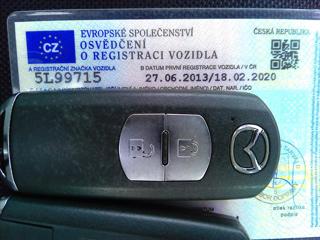 EVROPSKÉ SPOLEČENSTVÍ
ČESKÁ REPUBLIKA
CZ
OSVĚDČENÍ
O REGISTRACI VOZIDLA
A REGISTRAČNÍ ZNAČKA VOZIDLA
B DATUM PRVNÍ REGISTRACE VOZIDLA / V ČR
5L99715
27.06.2013/18.02.2020
podpis